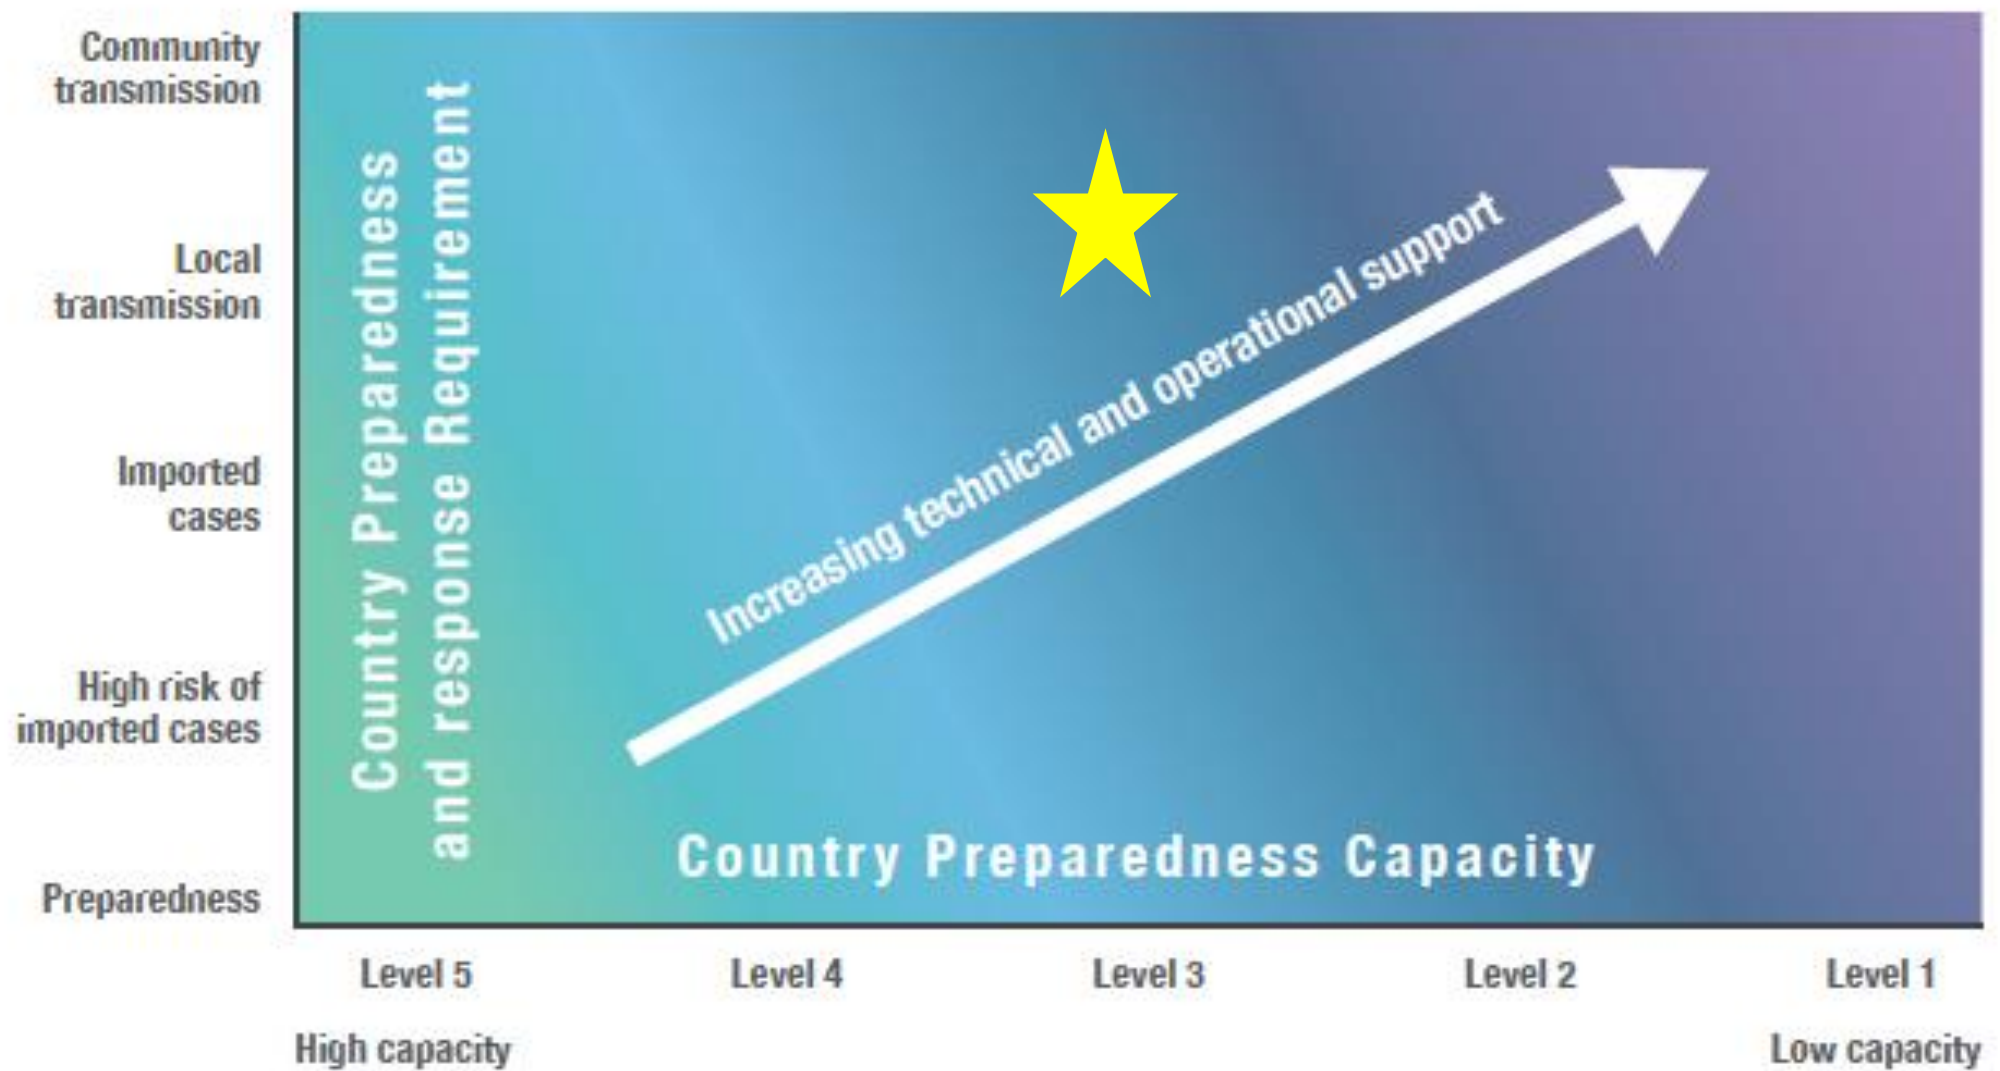 Community
transmission
Local
transmission
Imported
cases
High risk of
imported cases
Preparedness
Country Preparedness
and response Requirement
Increasing technical and operational support
Country Preparedness Capacity
Level 5
Level 4
Level 3
Level 2
Level 1
High capacity
Low capacity